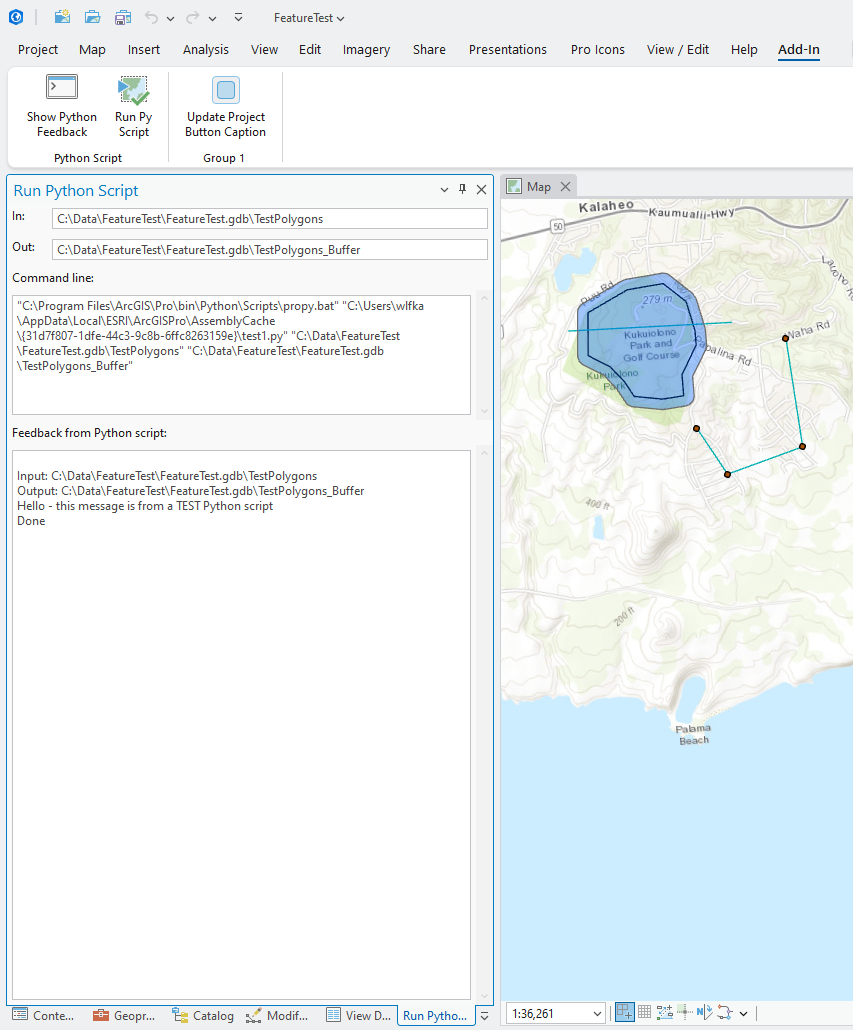 FeatureTest
Project Map Insert Analysis View Edit Imagery Share Presentations Pro Icons View / Edit Help Add-In
Show Python
Feedback
Run Py
Script
Update Project
Button Caption
Python Script
Group 1
Run Python Script
In:
C:\Data\FeatureTest\FeatureTest.gdb\TestPolygons
Out:
C:\Data\FeatureTest\FeatureTest.gdb\TestPolygons_Buffer
Command line:
"C:\Program Files\ArcGIS\Pro\bin\Python\Scripts\propy.bat" "C:\Users\wlfka
\AppData\Local\ESRI\ArcGISPro\AssemblyCache
\{31d7f807-1dfe-44c3-9c8b-6ffc8263159e}\test1.py" "C:\Data\FeatureTest
\FeatureTest.gdb\TestPolygons" "C:\Data\FeatureTest\FeatureTest.gdb
\TestPolygons_Buffer"
Feedback from Python script:
Input: C:\Data\FeatureTest\FeatureTest.gdb\TestPolygons
Output: C:\Data\FeatureTest\FeatureTest.gdb\TestPolygons_Buffer
Hello - this message is from a TEST Python script
Done
Map
Kalaheo
Kaumualii-Hwy
50
Puu Rd
279 m
Kukuiolono
Park and
Golf Course
Papalina Rd
Waha Rd
Kukuiolono
Park
400 ft
200 ft
Palama
Beach
Conte... Geopr... Catalog Modif... View D... Run Pytho...
1:36,261